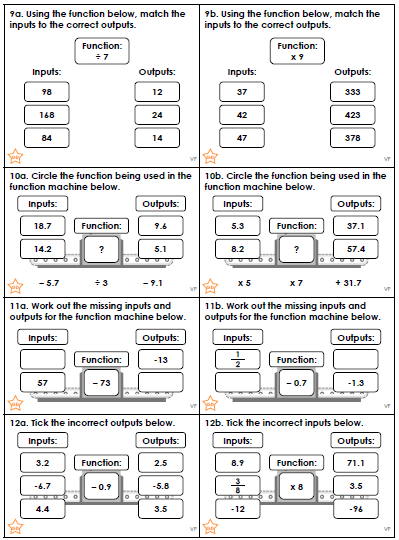 9a. Using the function below, match the
inputs to the correct outputs.
Function:
÷ 7
Inputs:
Outputs:
98
12
168
24
84
14
GDS
VF
9b. Using the function below, match the
inputs to the correct outputs.
Function:
x 9
Inputs:
Outputs:
37
333
42
423
47
378
GDS
VF
10a. Circle the function being used in the
function machine below.
Inputs:
Outputs:
18.7
Function:
9.6
14.2
?
5.1
– 5.7
÷ 3
– 9.1
GDS
VF
10b. Circle the function being used in the
function machine below.
Inputs:
Outputs:
5.3
Function:
37.1
8.2
?
57.4
x 5
x 7
+ 31.7
GDS
VF
11a. Work out the missing inputs and
outputs for the function machine below.
Inputs:
Outputs:
Function:
-13
57
– 73
GDS
VF
11b. Work out the missing inputs and
outputs for the function machine below.
Inputs:
Outputs:
1
2
Function:
– 0.7
-1.3
GDS
VF
12a. Tick the incorrect outputs below.
Inputs:
Outputs:
3.2
Function:
2.5
-6.7
– 0.9
-5.8
4.4
3.5
GDS
VF
12b. Tick the incorrect inputs below.
Inputs:
Outputs:
8.9
Function:
71.1
3
8
x 8
3.5
-12
-96
GDS
VF